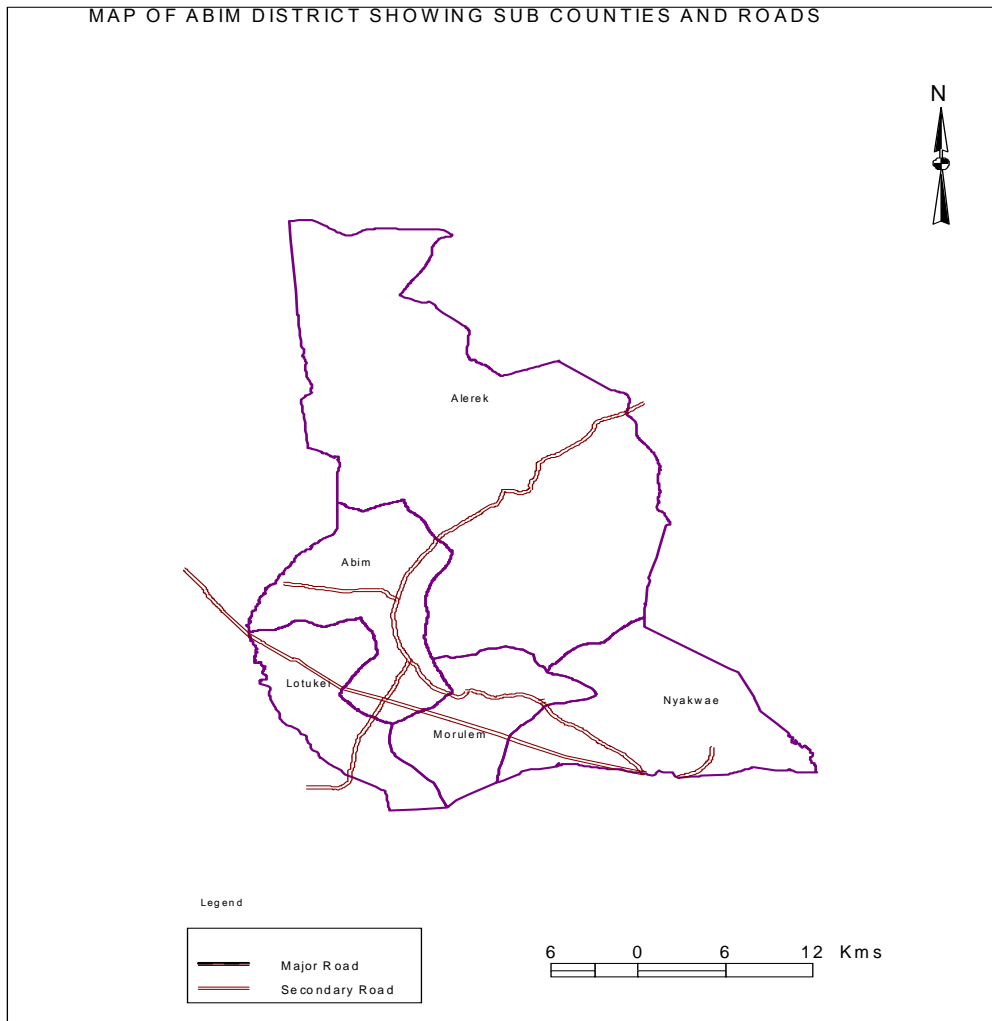 MAP OF ABIM DISTRICT SHOWING SUB COUNTIES AND ROADS
N
Alerek
Abim
Lotuker
Nyakwae
Morulem
Legend
Major Road
Secondary Road
6 0 6 12 Kms